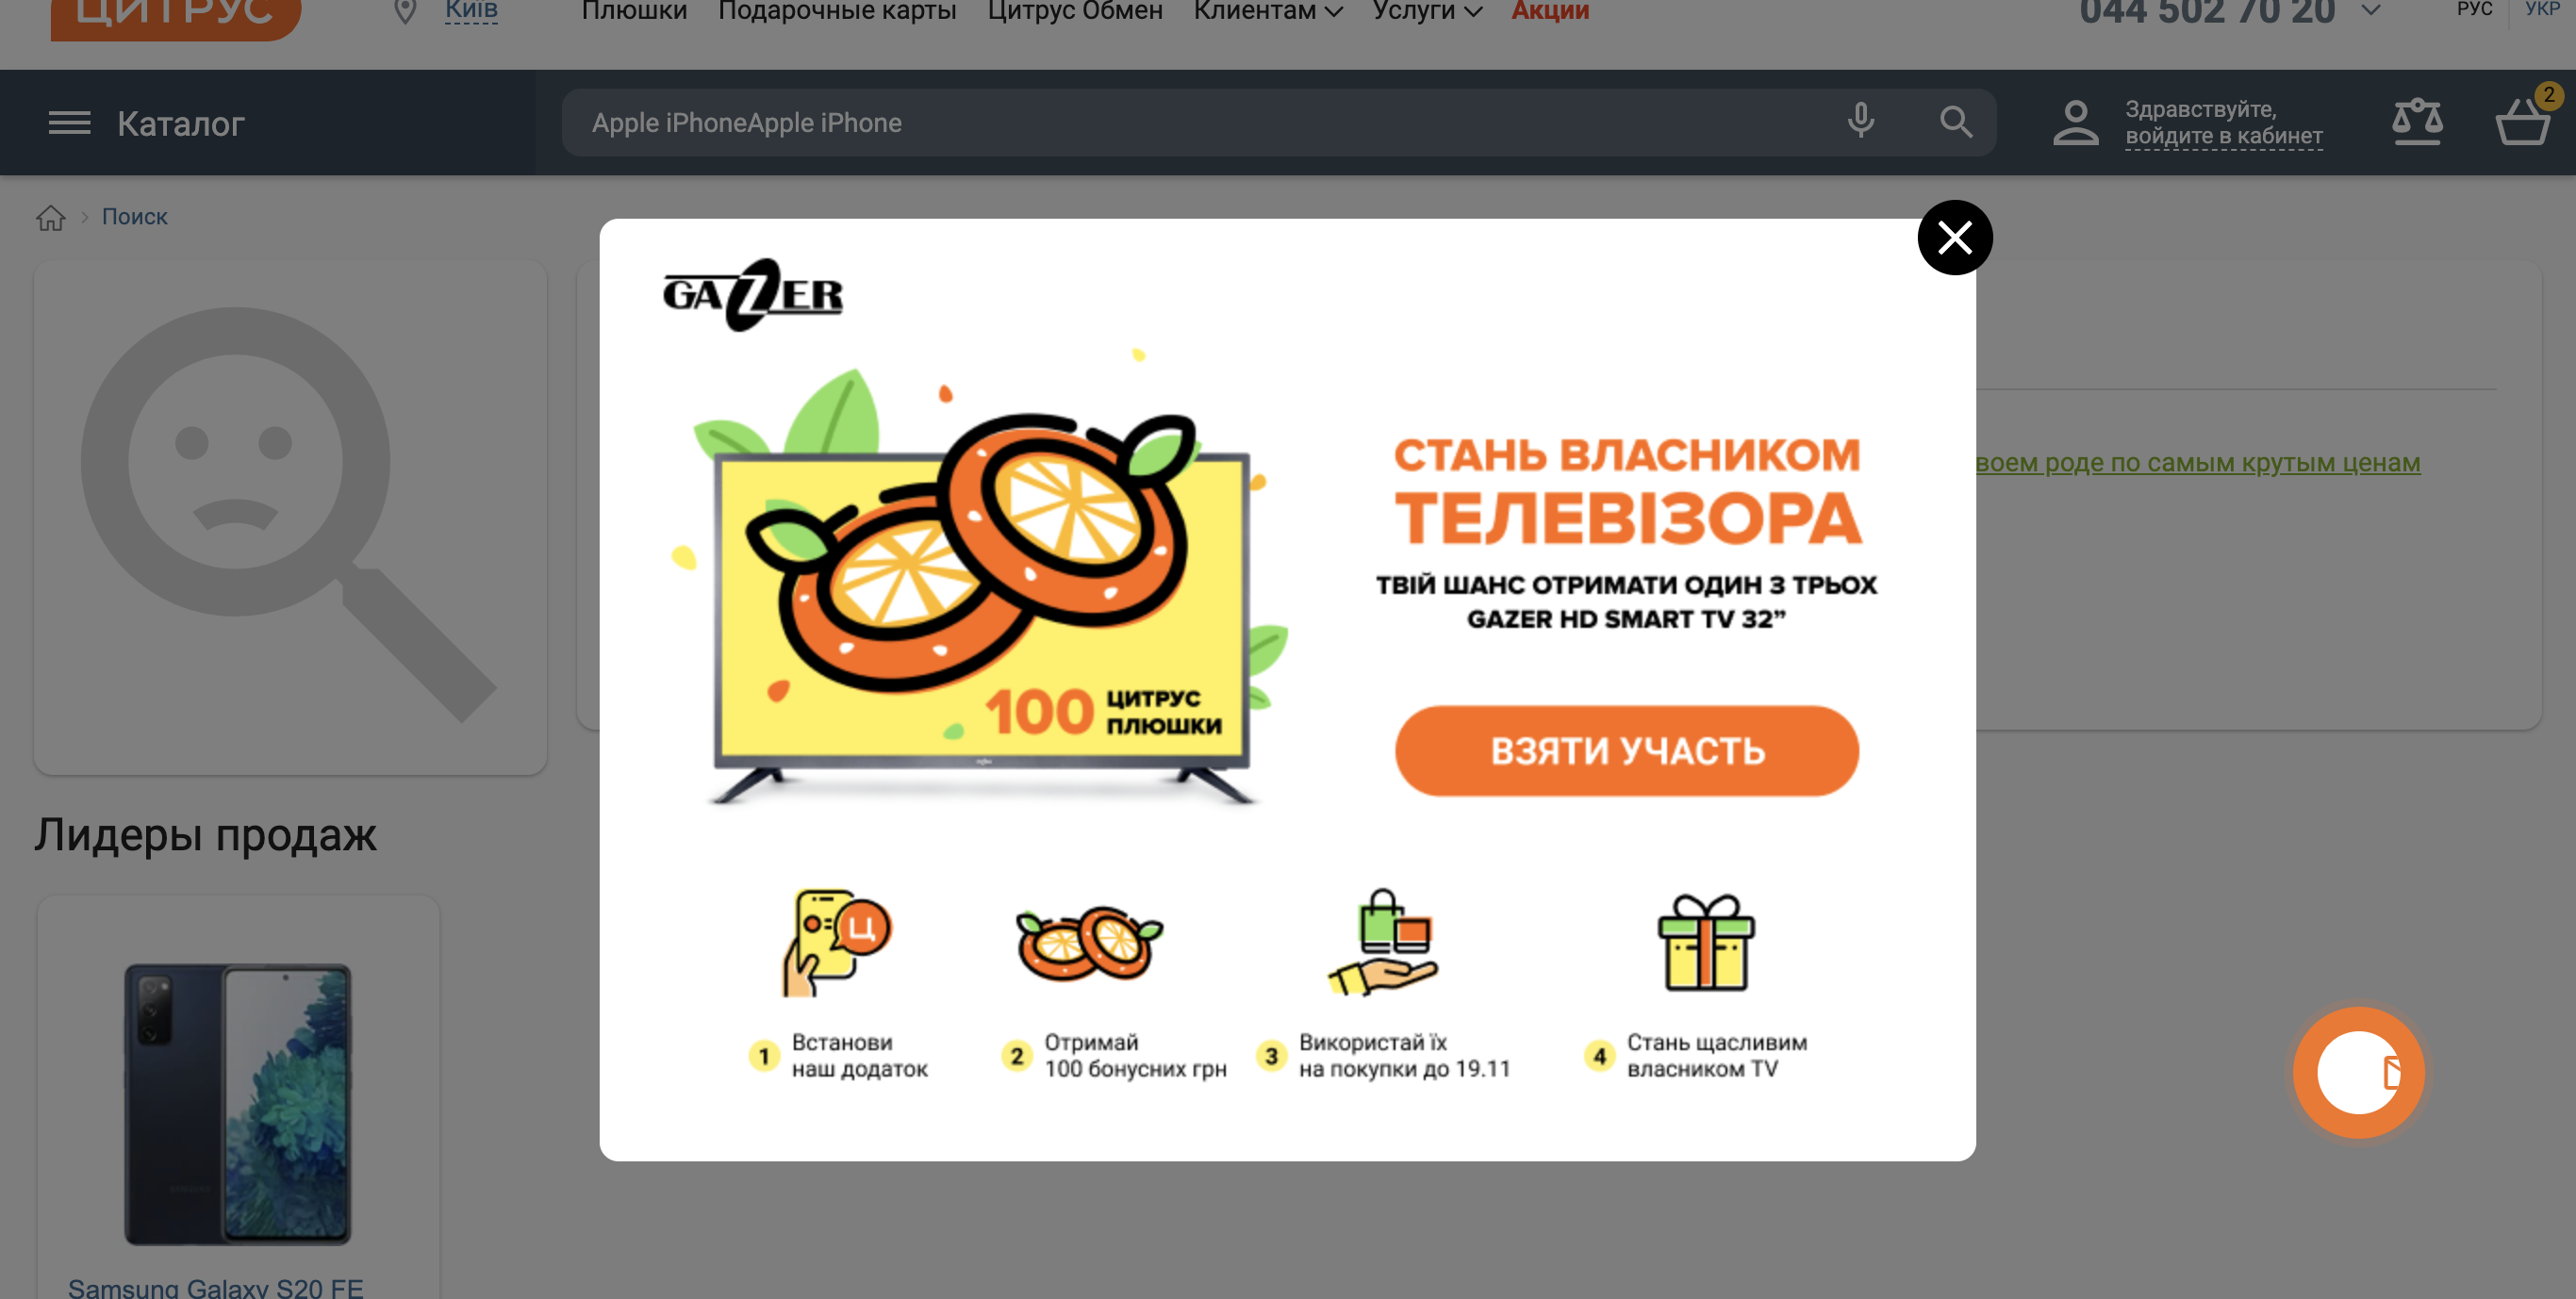 ЦИТРУС
Київ
Плюшки Подарочные карты Цитрус Обмен Клиентам Услуги Акции
044 502 70 20
РУС УКР
Каталог
Apple iPhoneApple iPhone
Здравствуйте,
войдите в кабинет
2
Поиск
GAZER
СТАНЬ ВЛАСНИКОМ
ТЕЛЕВІЗОРА
ТВІЙ ШАНС ОТРИМАТИ ОДИН З ТРЬОХ
GAZER HD SMART TV 32”
воем роде по самым крутым ценам
100 ЦИТРУС
ПЛЮШКИ
ВЗЯТИ УЧАСТЬ
Лидеры продаж
Ц
1 Встанови
наш додаток
2 Отримай
100 бонусних грн
3 Використай їх
на покупки до 19.11
4 Стань щасливим
власником TV
Samsung Galaxy S20 FE